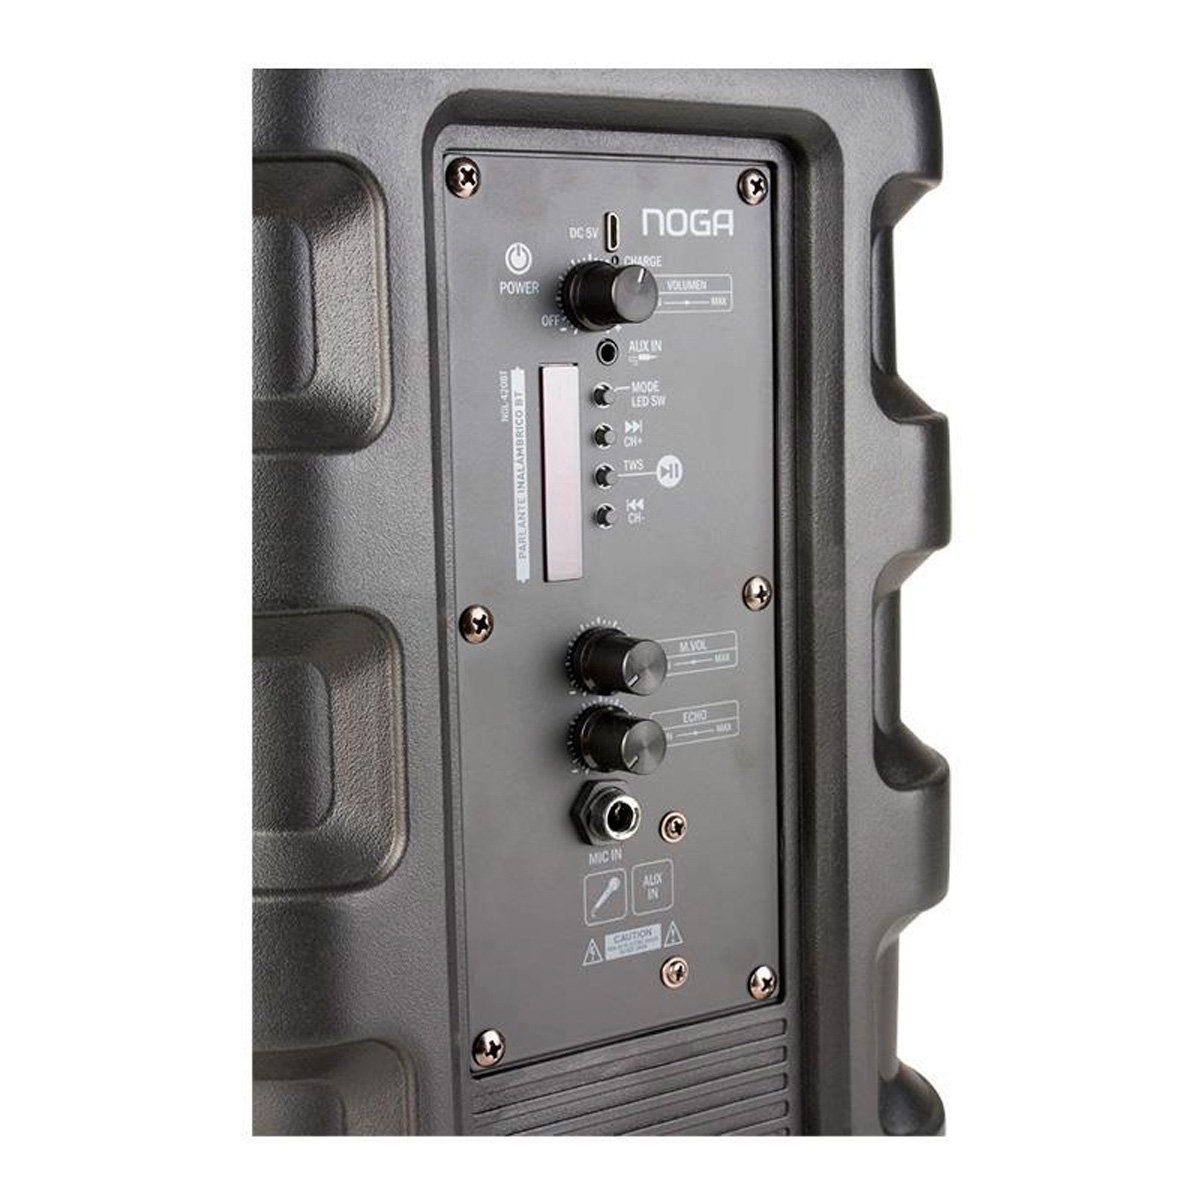 NOGA
DC 5V
CHARGE
POWER
VOLUMEN
MAX
OFF
AUX IN
MODE
LED SW
CH+
TWS
CH-
NGL-420BT
PARLANTE INALÁMBRICO BT
M.VOL
MAX
ECHO
MAX
MIC IN
AUX
IN
CAUTION